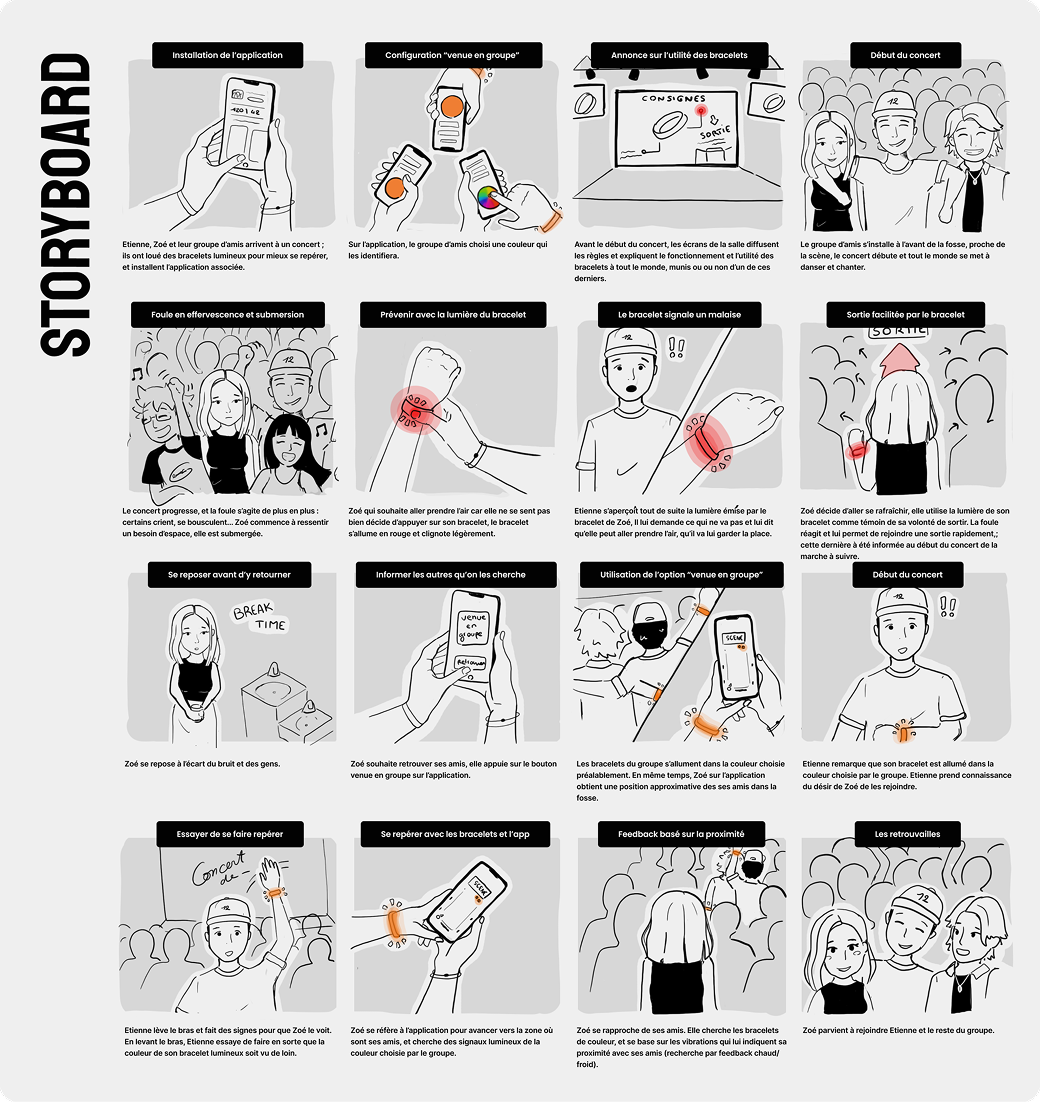 STORYBOARD
Installation de l'application
Configuration "venue en groupe"
Annonce sur l'utilité des bracelets
Début du concert
120 | 42
CONSIGNES
SORTIE
12
Etienne, Zoé et leur groupe d'amis arrivent à un concert ;
ils ont loué des bracelets lumineux pour mieux se repérer,
et installent l'application associée.
Sur l'application, le groupe d'amis choisi une couleur qui
les identifiera.
Avant le début du concert, les écrans de la salle diffusent
les règles et expliquent le fonctionnement et l'utilité des
bracelets à tout le monde, munis ou ou non d'un de ces
derniers.
Le groupe d'amis s'installe à l'avant de la fosse, proche de
la scène, le concert débute et tout le monde se met à
danser et chanter.
Foule en effervescence et submersion
Prévenir avec la lumière du bracelet
Le bracelet signale un malaise
Sortie facilitée par le bracelet
12
12
!!
SORTIE
Le concert progresse, et la foule s'agite de plus en plus :
certains crient, se bousculent... Zoé commence à ressentir
un besoin d'espace, elle est submergée.
Zoé qui souhaite aller prendre l'air car elle ne se sent pas
bien décide d'appuyer sur son bracelet, le bracelet
s'allume en rouge et clignote légèrement.
Etienne s'aperçoit tout de suite la lumière émise par le
bracelet de Zoé, Il lui demande ce qui ne va pas et lui dit
qu'elle peut aller prendre l'air, qu'il va lui garder la place.
Zoé décide d'aller se rafraîchir, elle utilise la lumière de son
bracelet comme témoin de sa volonté de sortir. La foule
réagit et lui permet de rejoindre une sortie rapidement,;
cette dernière à été informée au début du concert de la
marche à suivre.
Se reposer avant d'y retourner
Informer les autres qu'on les cherche
Utilisation de l'option "venue en groupe"
Début du concert
BREAK
TIME
venue
en
groupe
Retrouver
SCÈNE
12
!!
Zoé se repose à l'écart du bruit et des gens.
Zoé souhaite retrouver ses amis, elle appuie sur le bouton
venue en groupe sur l'application.
Les bracelets du groupe s'allument dans la couleur choisie
préalablement. En même temps, Zoé sur l'application
obtient une position approximative des ses amis dans la
fosse.
Etienne remarque que son bracelet est allumé dans la
couleur choisie par le groupe. Etienne prend connaissance
du désir de Zoé de les rejoindre.
Essayer de se faire repérer
Se repérer avec les bracelets et l'app
Feedback basé sur la proximité
Les retrouvailles
Concert
de
12
SCÈNE
12
Etienne lève le bras et fait des signes pour que Zoé le voit.
En levant le bras, Etienne essaye de faire en sorte que la
couleur de son bracelet lumineux soit vu de loin.
Zoé se réfère à l'application pour avancer vers la zone où
sont ses amis, et cherche des signaux lumineux de la
couleur choisie par le groupe.
Zoé se rapproche de ses amis. Elle cherche les bracelets
de couleur, et se base sur les vibrations qui lui indiquent sa
proximité avec ses amis (recherche par feedback chaud/
froid).
Zoé parvient à rejoindre Etienne et le reste du groupe.